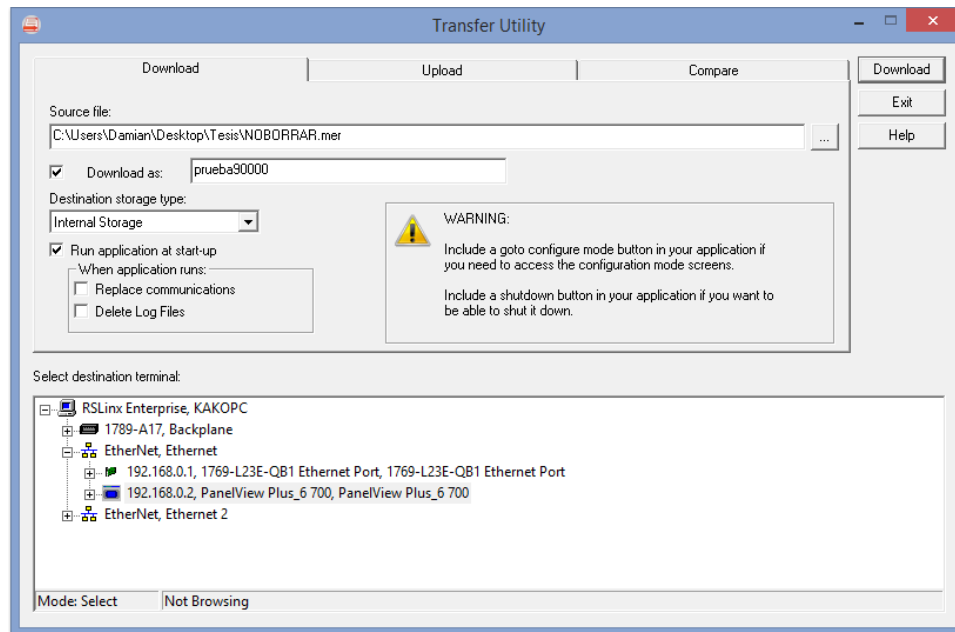 Transfer Utility
Download
Upload
Compare
Download
Exit
Help
Source file:
C:\Users\Damian\Desktop\Tesis\NOBORRAR.mer
...
Download as:
prueba90000
Destination storage type:
Internal Storage
Run application at start-up
When application runs:
Replace communications
Delete Log Files
WARNING:
Include a goto configure mode button in your application if
you need to access the configuration mode screens.
Include a shutdown button in your application if you want to
be able to shut it down.
Select destination terminal:
RSLinx Enterprise, KAKOPC
1789-A17, Backplane
EtherNet, Ethernet
192.168.0.1, 1769-L23E-QB1 Ethernet Port, 1769-L23E-QB1 Ethernet Port
192.168.0.2, PanelView Plus_6 700, PanelView Plus_6 700
EtherNet, Ethernet 2
Mode: Select
Not Browsing